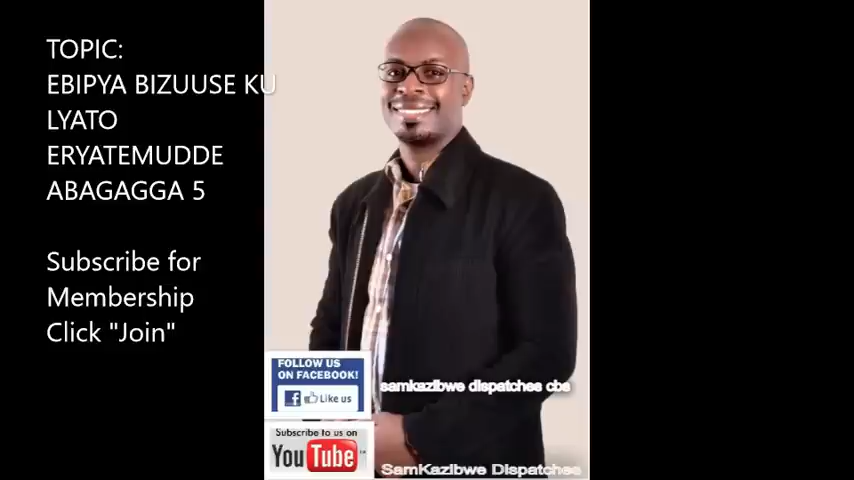 TOPIC:
EBIPYA BIZUUSE KU
LYATO
ERYATEMUDDE
ABAGAGGA 5
Subscribe for
Membership
Click "Join"
FOLLOW US
ON FACEBOOK!
f Like us
samkazibwe dispatches cbs
Subscribe to us on
YouTube
SamKazibwe Dispatches